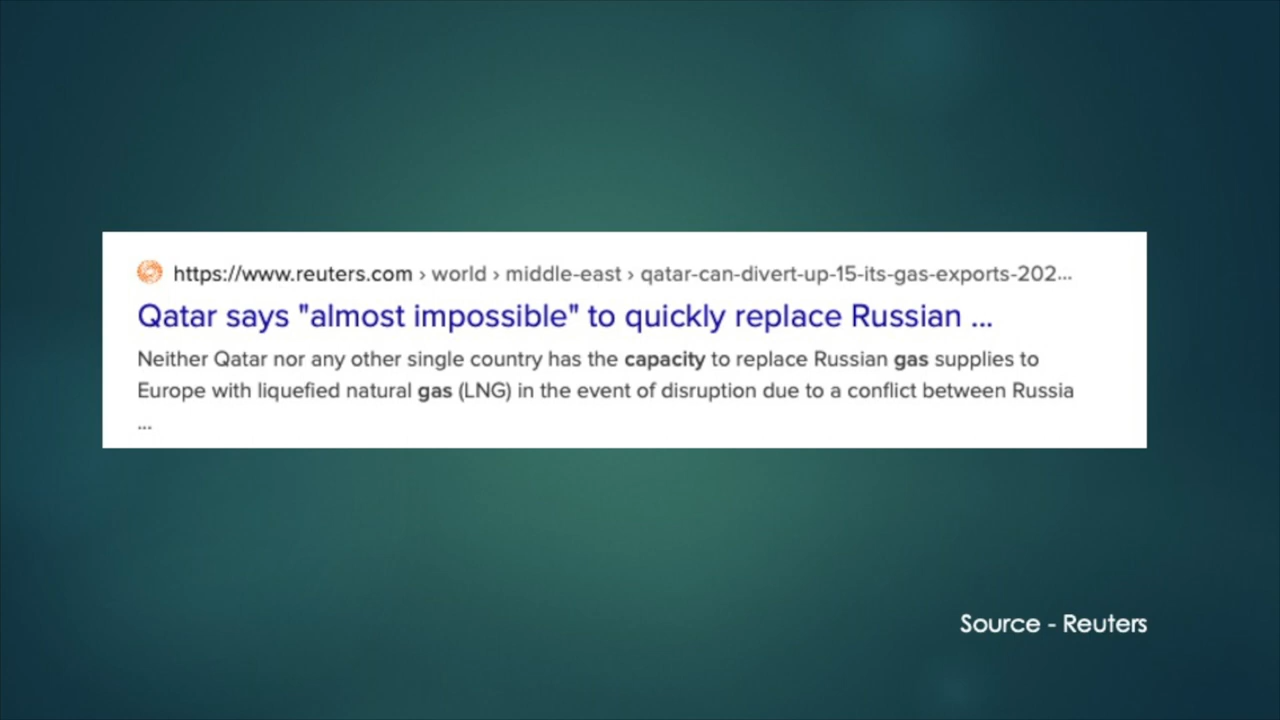 https://www.reuters.com › world › middle-east › qatar-can-divert-up-15-its-gas-exports-202...
Qatar says "almost impossible" to quickly replace Russian ...
Neither Qatar nor any other single country has the capacity to replace Russian gas supplies to
Europe with liquefied natural gas (LNG) in the event of disruption due to a conflict between Russia
...
Source - Reuters